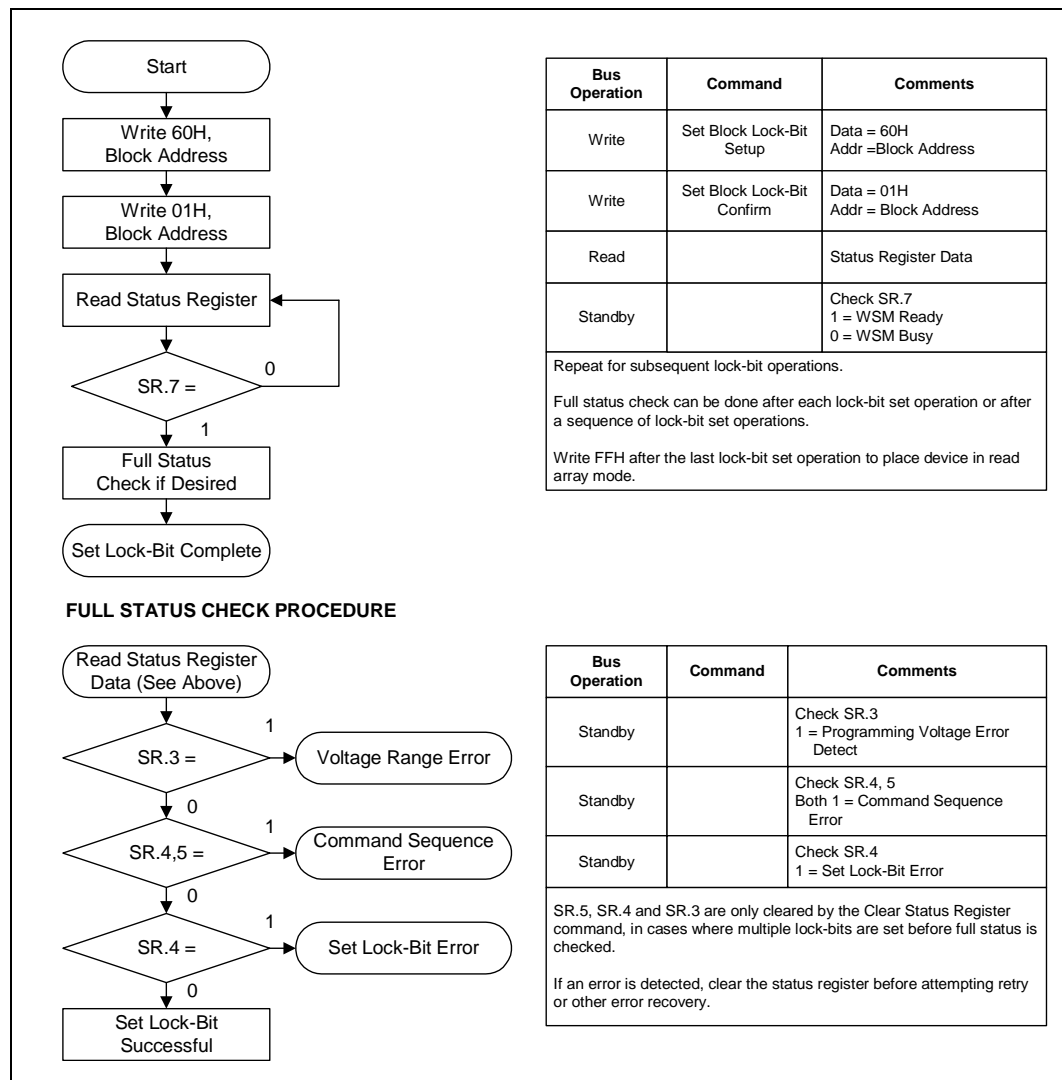 Start
Write 60H,
Block Address
Write 01H,
Block Address
Read Status Register
SR.7 =
0
1
Full Status
Check if Desired
Set Lock-Bit Complete
Bus
Operation
Command
Comments
Write
Set Block Lock-Bit
Setup
Data = 60H
Addr =Block Address
Write
Set Block Lock-Bit
Confirm
Data = 01H
Addr = Block Address
Read
Status Register Data
Standby
Check SR.7
1 = WSM Ready
0 = WSM Busy
Repeat for subsequent lock-bit operations.
Full status check can be done after each lock-bit set operation or after
a sequence of lock-bit set operations.
Write FFH after the last lock-bit set operation to place device in read
array mode.
FULL STATUS CHECK PROCEDURE
Read Status Register
Data (See Above)
SR.3 =
1
Voltage Range Error
0
SR.4,5 =
1
Command Sequence
Error
0
SR.4 =
1
Set Lock-Bit Error
0
Set Lock-Bit
Successful
Bus
Operation
Command
Comments
Standby
Check SR.3
1 = Programming Voltage Error
Detect
Standby
Check SR.4, 5
Both 1 = Command Sequence
Error
Standby
Check SR.4
1 = Set Lock-Bit Error
SR.5, SR.4 and SR.3 are only cleared by the Clear Status Register
command, in cases where multiple lock-bits are set before full status is
checked.
If an error is detected, clear the status register before attempting retry
or other error recovery.